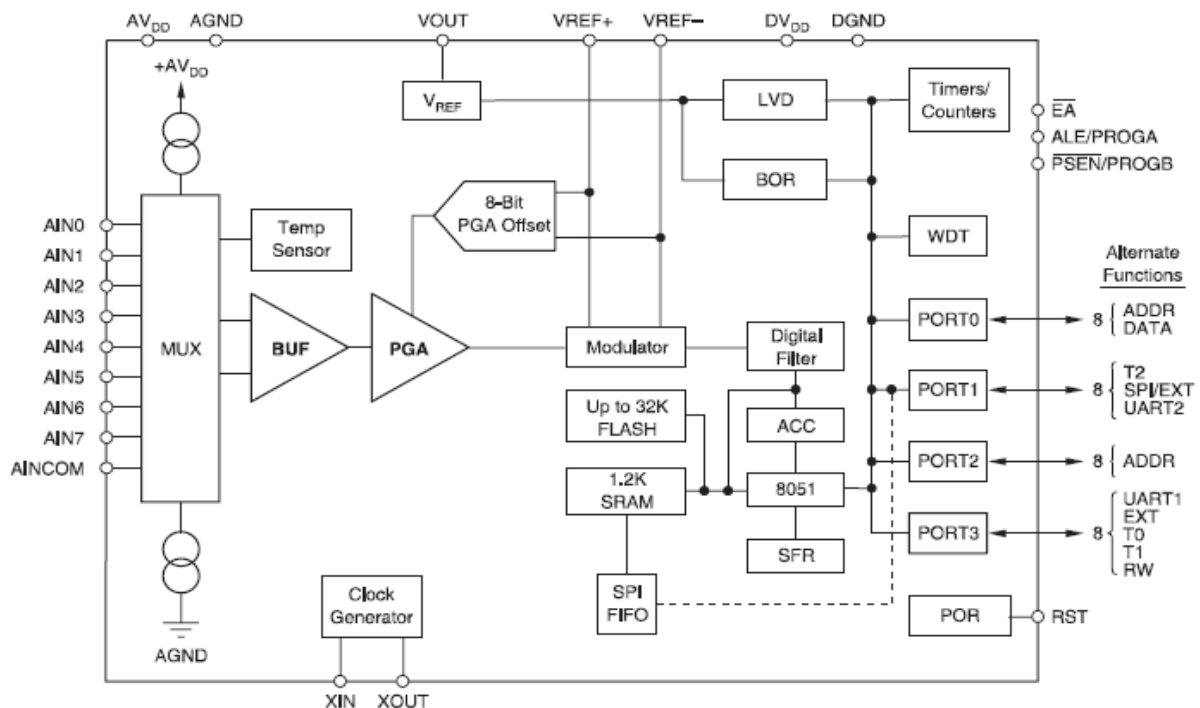 AVDD
AGND
VOUT
VREF+
VREF–
DVDD
DGND
+AVDD
VREF
LVD
Timers/
Counters
EA
ALE/PROGA
PSEN/PROGB
BOR
8-Bit
PGA Offset
Temp
Sensor
WDT
Alternate
Functions
AIN0
AIN1
AIN2
AIN3
AIN4
AIN5
AIN6
AIN7
AINCOM
MUX
BUF
PGA
Modulator
Digital
Filter
PORT0
8
ADDR
DATA
PORT1
8
T2
SPI/EXT
UART2
Up to 32K
FLASH
ACC
PORT2
8
ADDR
1.2K
SRAM
8051
PORT3
8
UART1
EXT
T0
T1
RW
SFR
SPI
FIFO
Clock
Generator
POR
RST
AGND
XIN
XOUT